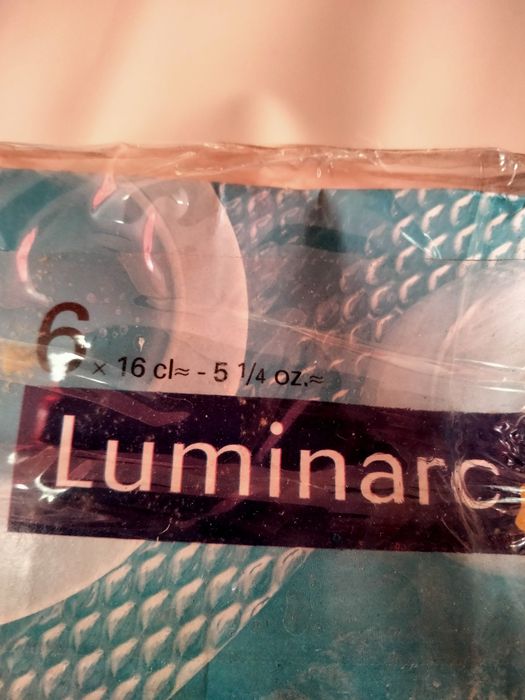 6 × 16 cl≈ - 5 1/4 oz.≈
Luminarc